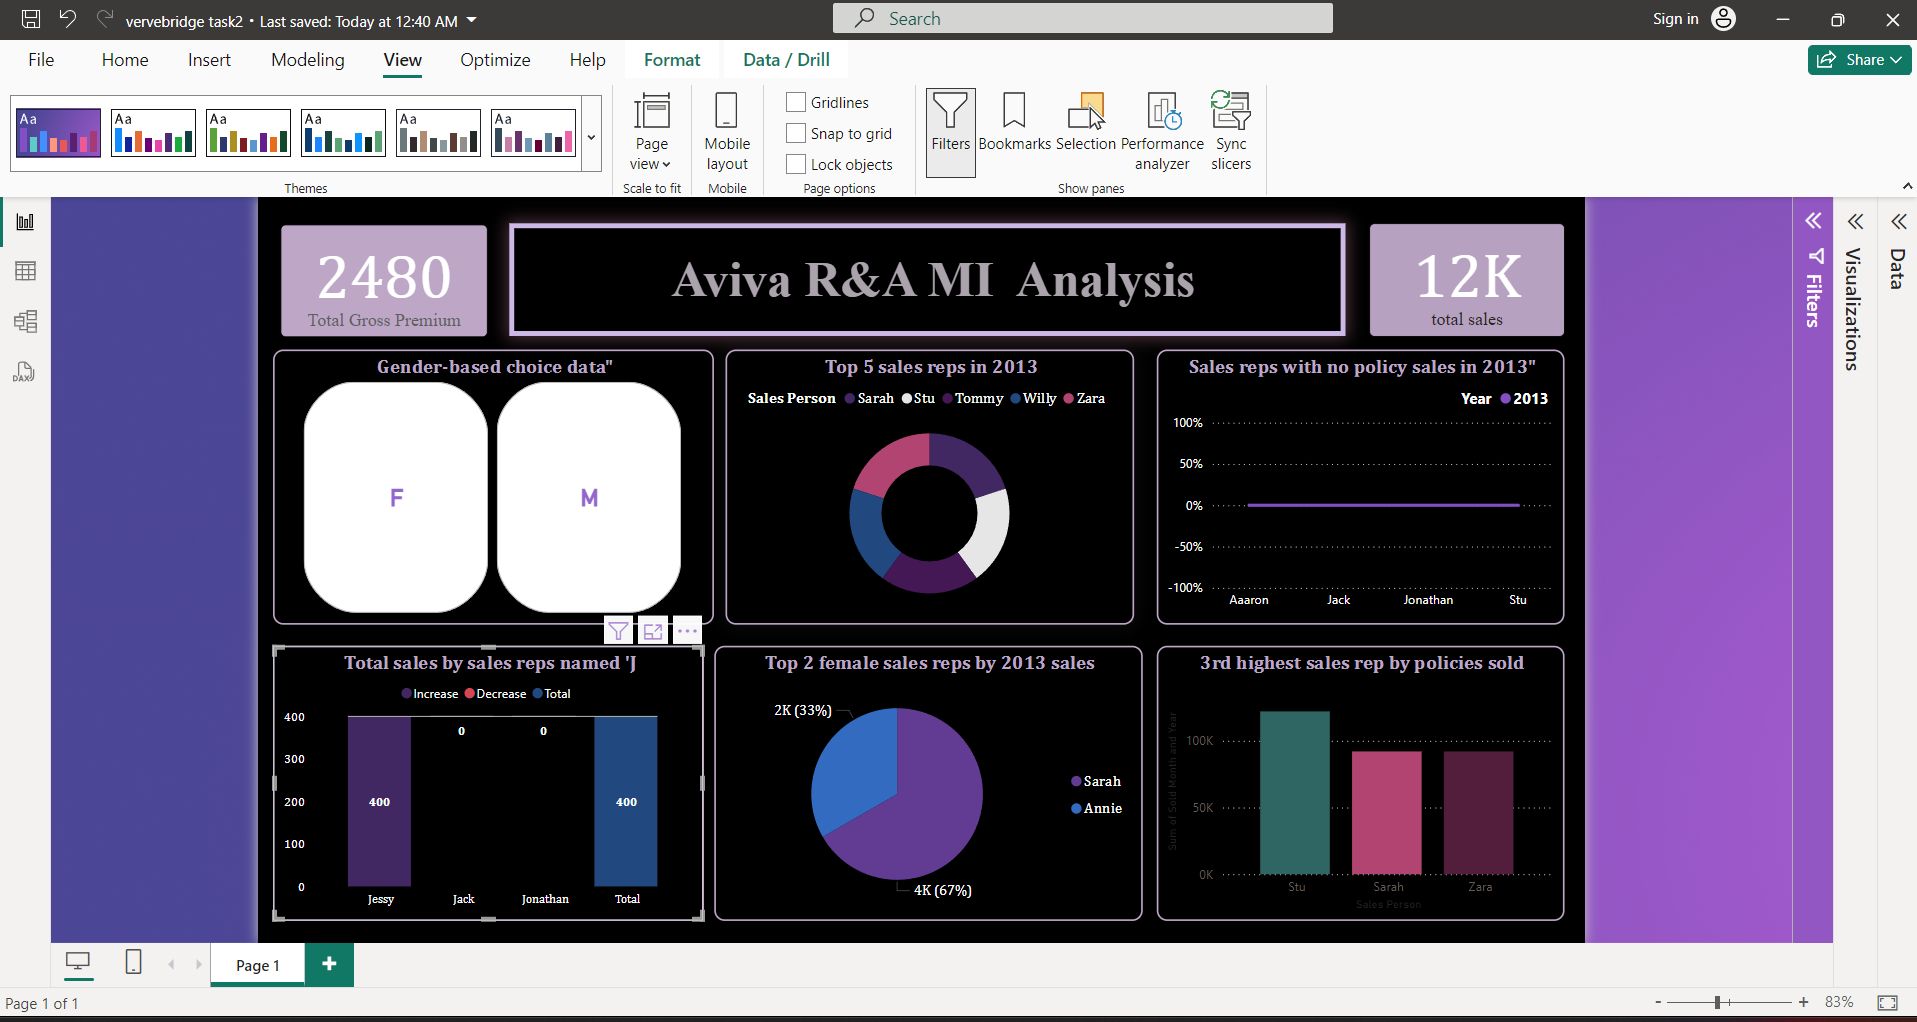 vervebridge task2 • Last saved: Today at 12:40 AM
Search
Sign in
File Home Insert Modeling View Optimize Help Format Data / Drill
Share
Aa Aa Aa Aa Aa Aa
Themes
Page view
Scale to fit
Mobile layout
Mobile
Gridlines
Snap to grid
Lock objects
Page options
Filters
Bookmarks
Selection
Performance analyzer
Sync slicers
Show panes
2480
Total Gross Premium
Aviva R&A MI  Analysis
12K
total sales
Filters
Visualizations
Data
DAX
Gender-based choice data"
F
M
Top 5 sales reps in 2013
Sales Person Sarah Stu Tommy Willy Zara
Sales reps with no policy sales in 2013"
Year 2013
100%
50%
0%
-50%
-100%
Aaaron Jack Jonathan Stu
Total sales by sales reps named 'J
Increase Decrease Total
400
300
200
100
0
400
0
0
400
Jessy Jack Jonathan Total
Top 2 female sales reps by 2013 sales
2K (33%)
4K (67%)
Sarah
Annie
3rd highest sales rep by policies sold
Sum of Sold Month and Year
100K
50K
0K
Stu Sarah Zara
Sales Person
Page 1
+
Page 1 of 1
- + 83%